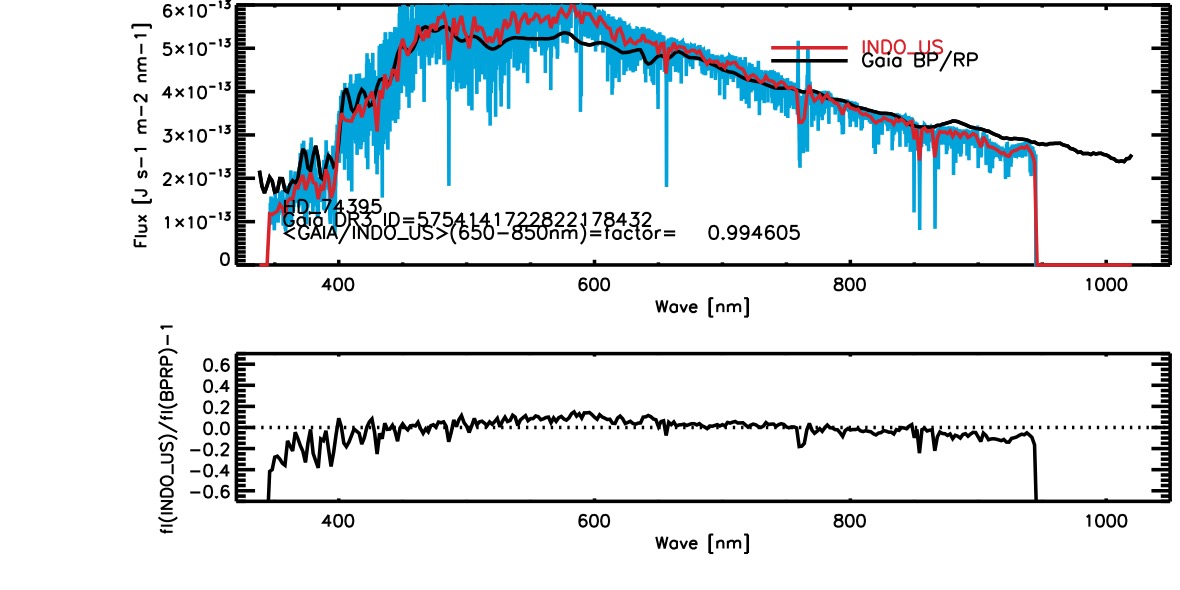 6×10−13
5×10−13
4×10−13
3×10−13
2×10−13
1×10−13
0
Flux [J s−1 m−2 nm−1]
INDO_US
Gaia BP/RP
HD 74395
Gaia DR3 ID=5754141722822178432
<GAIA/INDO_US>(650−850nm)=factor= 0.994605
400 600 800 1000
Wave [nm]
fl(INDO_US)/fl(BPRP)−1
0.6
0.4
0.2
0.0
−0.2
−0.4
−0.6
400 600 800 1000
Wave [nm]